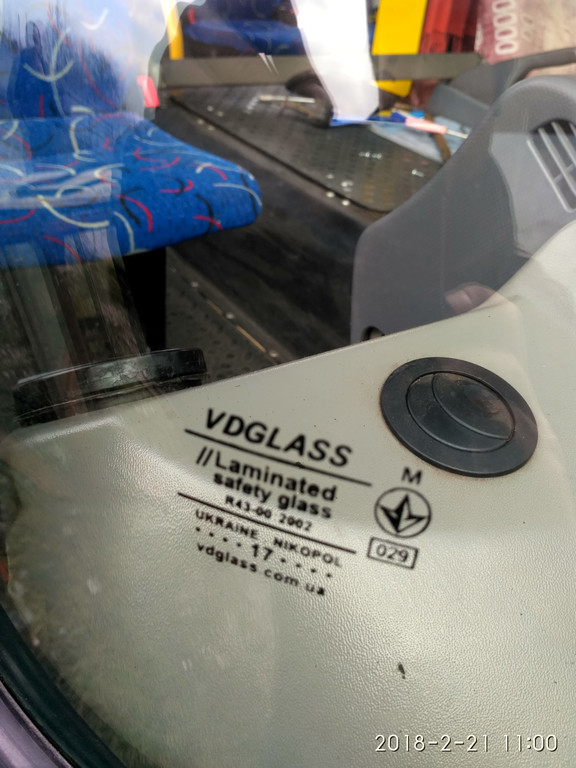 VDGLASS
//Laminated
safety glass
R43-00 2002
UKRAINE NIKOPOL
. . . . 17 . . . .
vdglass.com.ua
M
029
2018-2-21 11:00